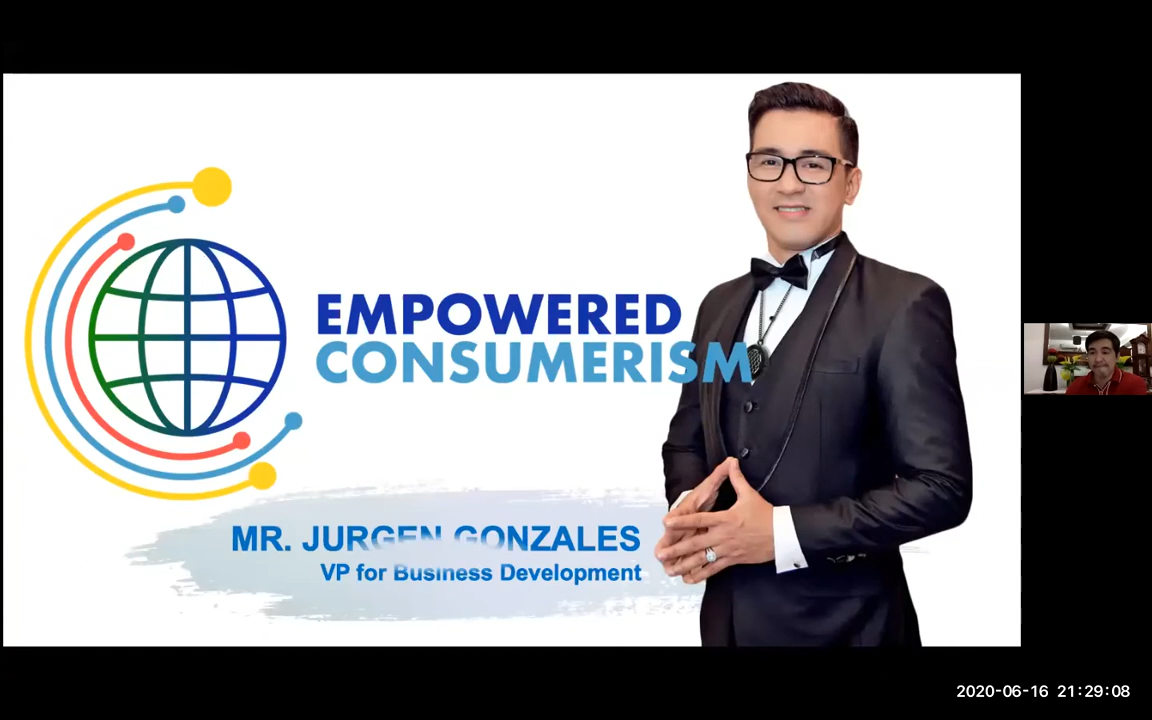 EMPOWERED
CONSUMERISM
MR. JURGEN GONZALES
VP for Business Development
2020-06-16 21:29:08